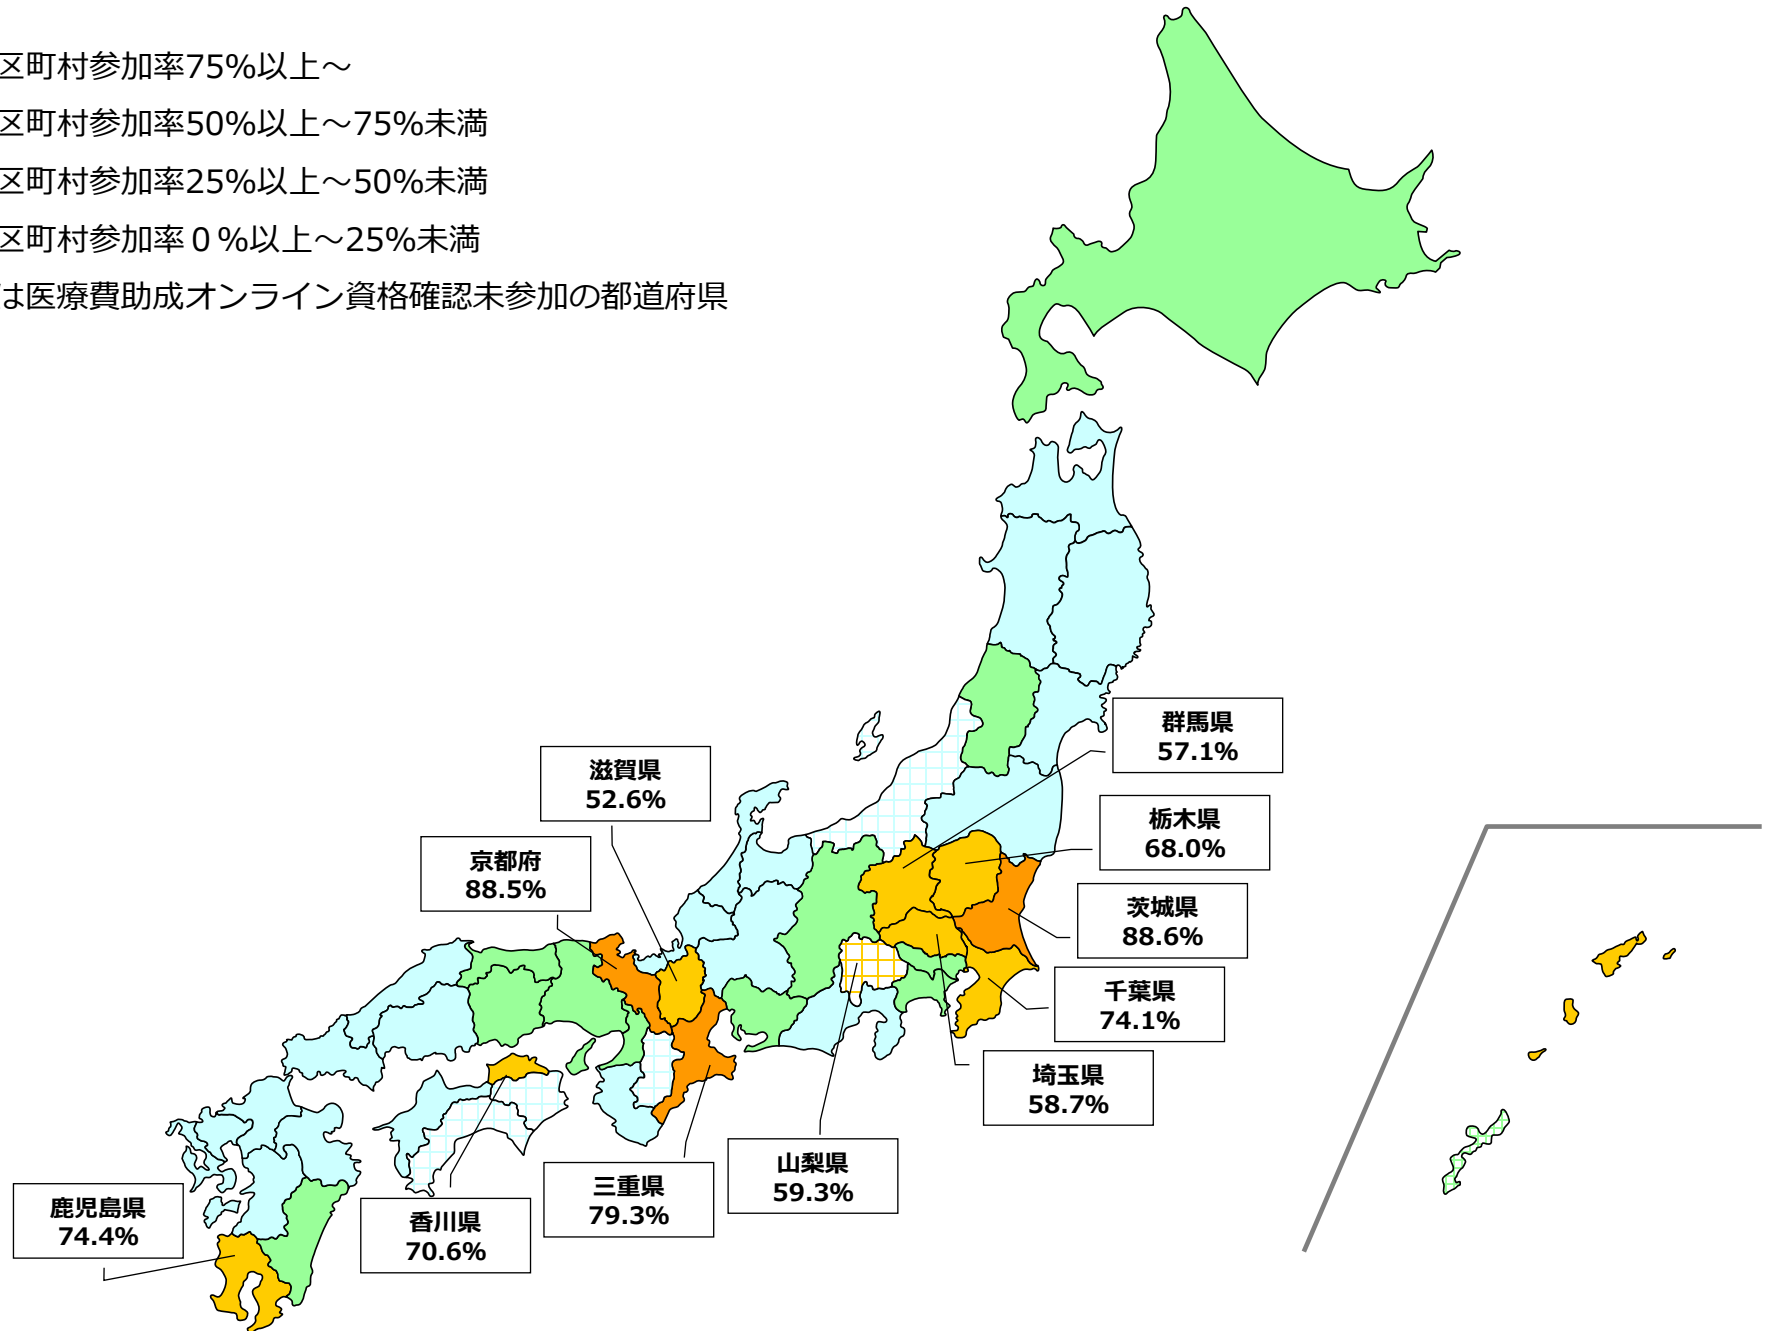 区町村参加率75%以上～
区町村参加率50%以上～75%未満
区町村参加率25%以上～50%未満
区町村参加率０%以上～25%未満
は医療費助成オンライン資格確認未参加の都道府県
群馬県
57.1%
滋賀県
52.6%
栃木県
68.0%
京都府
88.5%
茨城県
88.6%
千葉県
74.1%
埼玉県
58.7%
山梨県
59.3%
三重県
79.3%
鹿児島県
74.4%
香川県
70.6%